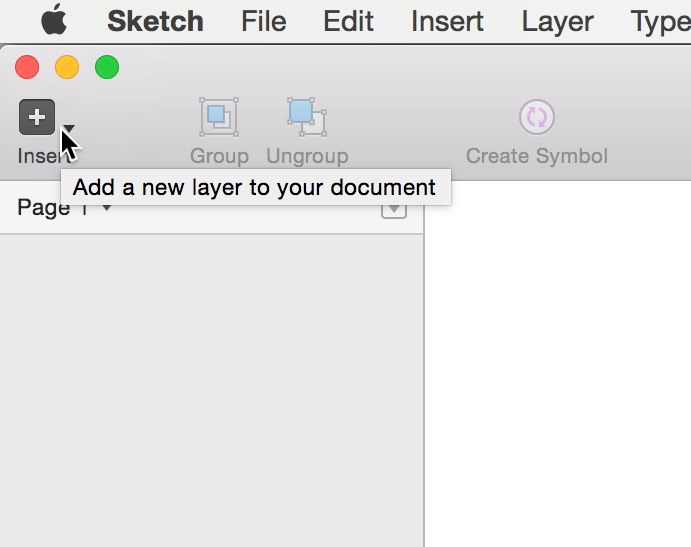 Sketch File Edit Insert Layer Type
Insert Group Ungroup Create Symbol
Add a new layer to your document
Page 1